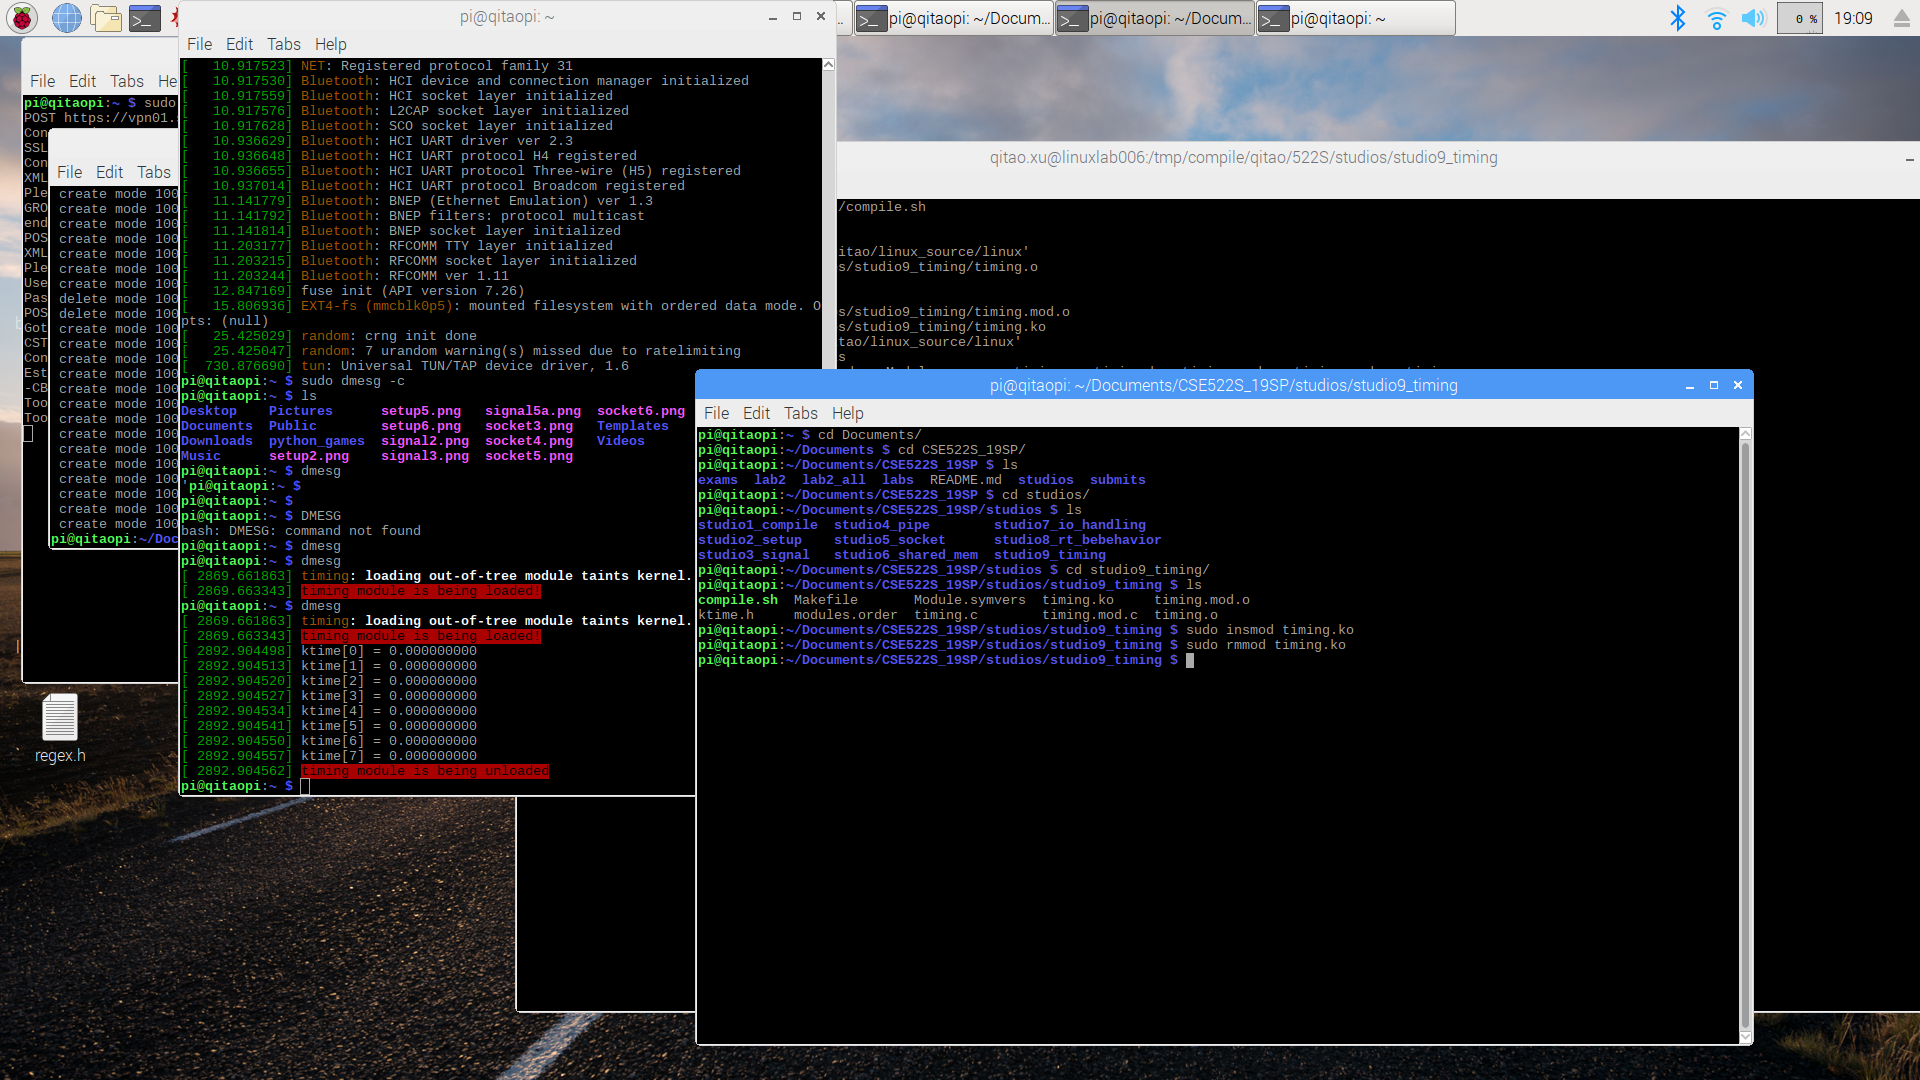 pi@qitaopi: ~
pi@qitaopi: ~/Docum...
pi@qitaopi: ~/Docum...
pi@qitaopi: ~
0 %
19:09
File Edit Tabs Help
[   10.917523] NET: Registered protocol family 31
[   10.917530] Bluetooth: HCI device and connection manager initialized
[   10.917559] Bluetooth: HCI socket layer initialized
[   10.917576] Bluetooth: L2CAP socket layer initialized
[   10.917628] Bluetooth: SCO socket layer initialized
[   10.936629] Bluetooth: HCI UART driver ver 2.3
[   10.936648] Bluetooth: HCI UART protocol H4 registered
[   10.936655] Bluetooth: HCI UART protocol Three-wire (H5) registered
[   10.937014] Bluetooth: HCI UART protocol Broadcom registered
[   11.141779] Bluetooth: BNEP (Ethernet Emulation) ver 1.3
[   11.141792] Bluetooth: BNEP filters: protocol multicast
[   11.141814] Bluetooth: BNEP socket layer initialized
[   11.203177] Bluetooth: RFCOMM TTY layer initialized
[   11.203215] Bluetooth: RFCOMM socket layer initialized
[   11.203244] Bluetooth: RFCOMM ver 1.11
[   12.847169] fuse init (API version 7.26)
[   15.806936] EXT4-fs (mmcblk0p5): mounted filesystem with ordered data mode. O
pts: (null)
[   25.425029] random: crng init done
[   25.425047] random: 7 urandom warning(s) missed due to ratelimiting
[  730.876690] tun: Universal TUN/TAP device driver, 1.6
pi@qitaopi:~ $ sudo dmesg -c
pi@qitaopi:~ $ ls
Desktop    Pictures      setup5.png   signal5a.png  socket6.png
Documents  Public        setup6.png   socket3.png   Templates
Downloads  python_games  signal2.png  socket4.png   Videos
Music      setup2.png    signal3.png  socket5.png
pi@qitaopi:~ $ dmesg
'pi@qitaopi:~ $
pi@qitaopi:~ $
pi@qitaopi:~ $ DMESG
bash: DMESG: command not found
pi@qitaopi:~ $ dmesg
pi@qitaopi:~ $ dmesg
[ 2869.661863] timing: loading out-of-tree module taints kernel.
[ 2869.663343] timing module is being loaded!
pi@qitaopi:~ $ dmesg
[ 2869.661863] timing: loading out-of-tree module taints kernel.
[ 2869.663343] timing module is being loaded!
[ 2892.904498] ktime[0] = 0.000000000
[ 2892.904513] ktime[1] = 0.000000000
[ 2892.904520] ktime[2] = 0.000000000
[ 2892.904527] ktime[3] = 0.000000000
[ 2892.904534] ktime[4] = 0.000000000
[ 2892.904541] ktime[5] = 0.000000000
[ 2892.904550] ktime[6] = 0.000000000
[ 2892.904557] ktime[7] = 0.000000000
[ 2892.904562] timing module is being unloaded
pi@qitaopi:~ $
File Edit Tabs He
pi@qitaopi:~ $ sudo
POST https://vpn01.
Con
SSL
Con
XML
Ple
GRO
end
POS
XML
Ple
Use
Pas
POS
Got
CST
Con
Est
-CB
Too
Too
File Edit Tabs
create mode 100
create mode 100
create mode 100
create mode 100
create mode 100
create mode 100
create mode 100
delete mode 100
delete mode 100
create mode 100
create mode 100
create mode 100
create mode 100
create mode 100
create mode 100
create mode 100
create mode 100
create mode 100
create mode 100
create mode 100
create mode 100
create mode 100
create mode 100
pi@qitaopi:~/Doc
regex.h
qitao.xu@linuxlab006:/tmp/compile/qitao/522S/studios/studio9_timing
/compile.sh
itao/linux_source/linux'
s/studio9_timing/timing.o
s/studio9_timing/timing.mod.o
s/studio9_timing/timing.ko
tao/linux_source/linux'
s
pi@qitaopi: ~/Documents/CSE522S_19SP/studios/studio9_timing
File Edit Tabs Help
pi@qitaopi:~ $ cd Documents/
pi@qitaopi:~/Documents $ cd CSE522S_19SP/
pi@qitaopi:~/Documents/CSE522S_19SP $ ls
exams  lab2  lab2_all  labs  README.md  studios  submits
pi@qitaopi:~/Documents/CSE522S_19SP $ cd studios/
pi@qitaopi:~/Documents/CSE522S_19SP/studios $ ls
studio1_compile  studio4_pipe        studio7_io_handling
studio2_setup    studio5_socket      studio8_rt_bebehavior
studio3_signal   studio6_shared_mem  studio9_timing
pi@qitaopi:~/Documents/CSE522S_19SP/studios $ cd studio9_timing/
pi@qitaopi:~/Documents/CSE522S_19SP/studios/studio9_timing $ ls
compile.sh  Makefile       Module.symvers  timing.ko     timing.mod.o
ktime.h     modules.order  timing.c        timing.mod.c  timing.o
pi@qitaopi:~/Documents/CSE522S_19SP/studios/studio9_timing $ sudo insmod timing.ko
pi@qitaopi:~/Documents/CSE522S_19SP/studios/studio9_timing $ sudo rmmod timing.ko
pi@qitaopi:~/Documents/CSE522S_19SP/studios/studio9_timing $